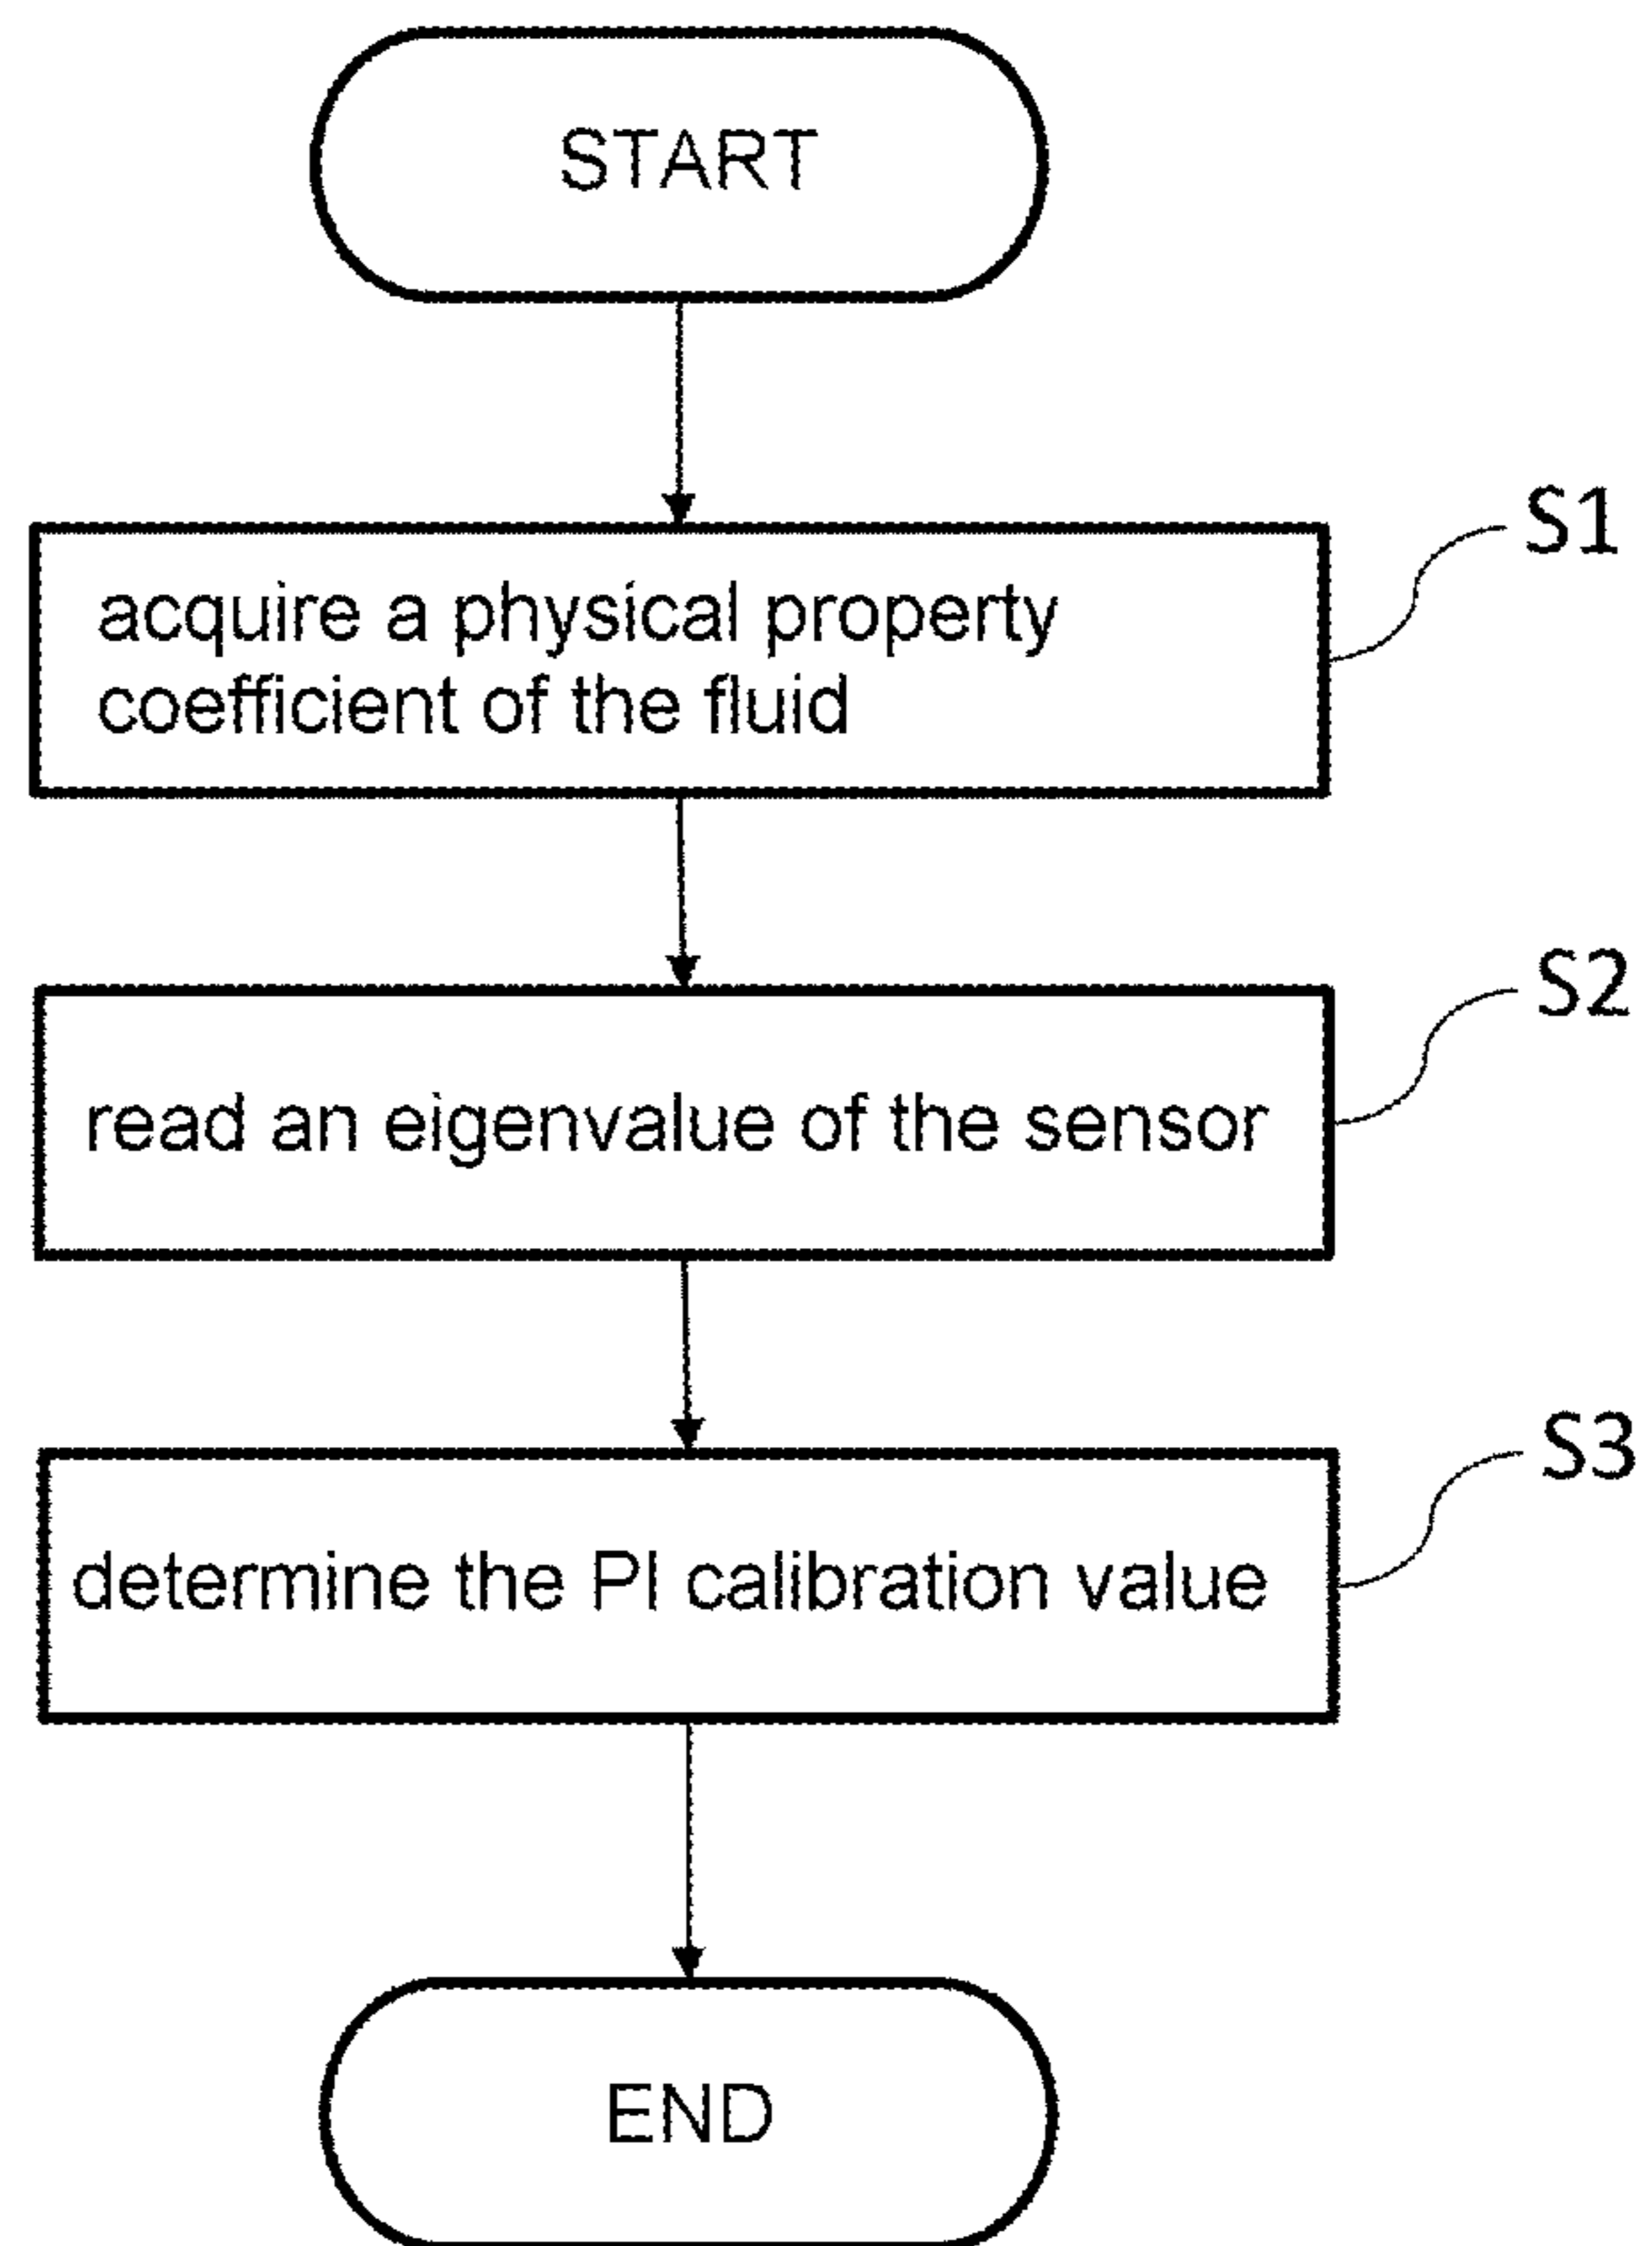 START
S1
acquire a physical property
coefficient of the fluid
S2
read an eigenvalue of the sensor
S3
determine the PI calibration value
END